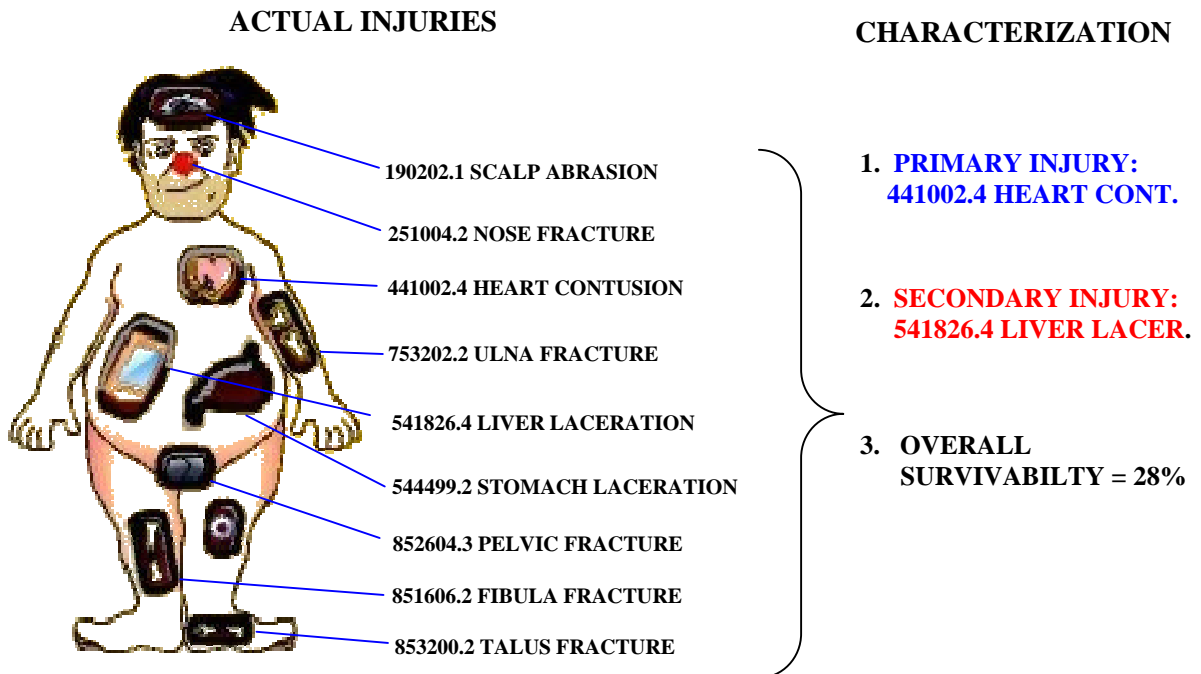 ACTUAL INJURIES
190202.1 SCALP ABRASION
251004.2 NOSE FRACTURE
441002.4 HEART CONTUSION
753202.2 ULNA FRACTURE
541826.4 LIVER LACERATION
544499.2 STOMACH LACERATION
852604.3 PELVIC FRACTURE
851606.2 FIBULA FRACTURE
853200.2 TALUS FRACTURE
CHARACTERIZATION
1. PRIMARY INJURY:
441002.4 HEART CONT.
2. SECONDARY INJURY:
541826.4 LIVER LACER.
3. OVERALL
SURVIVABILTY = 28%